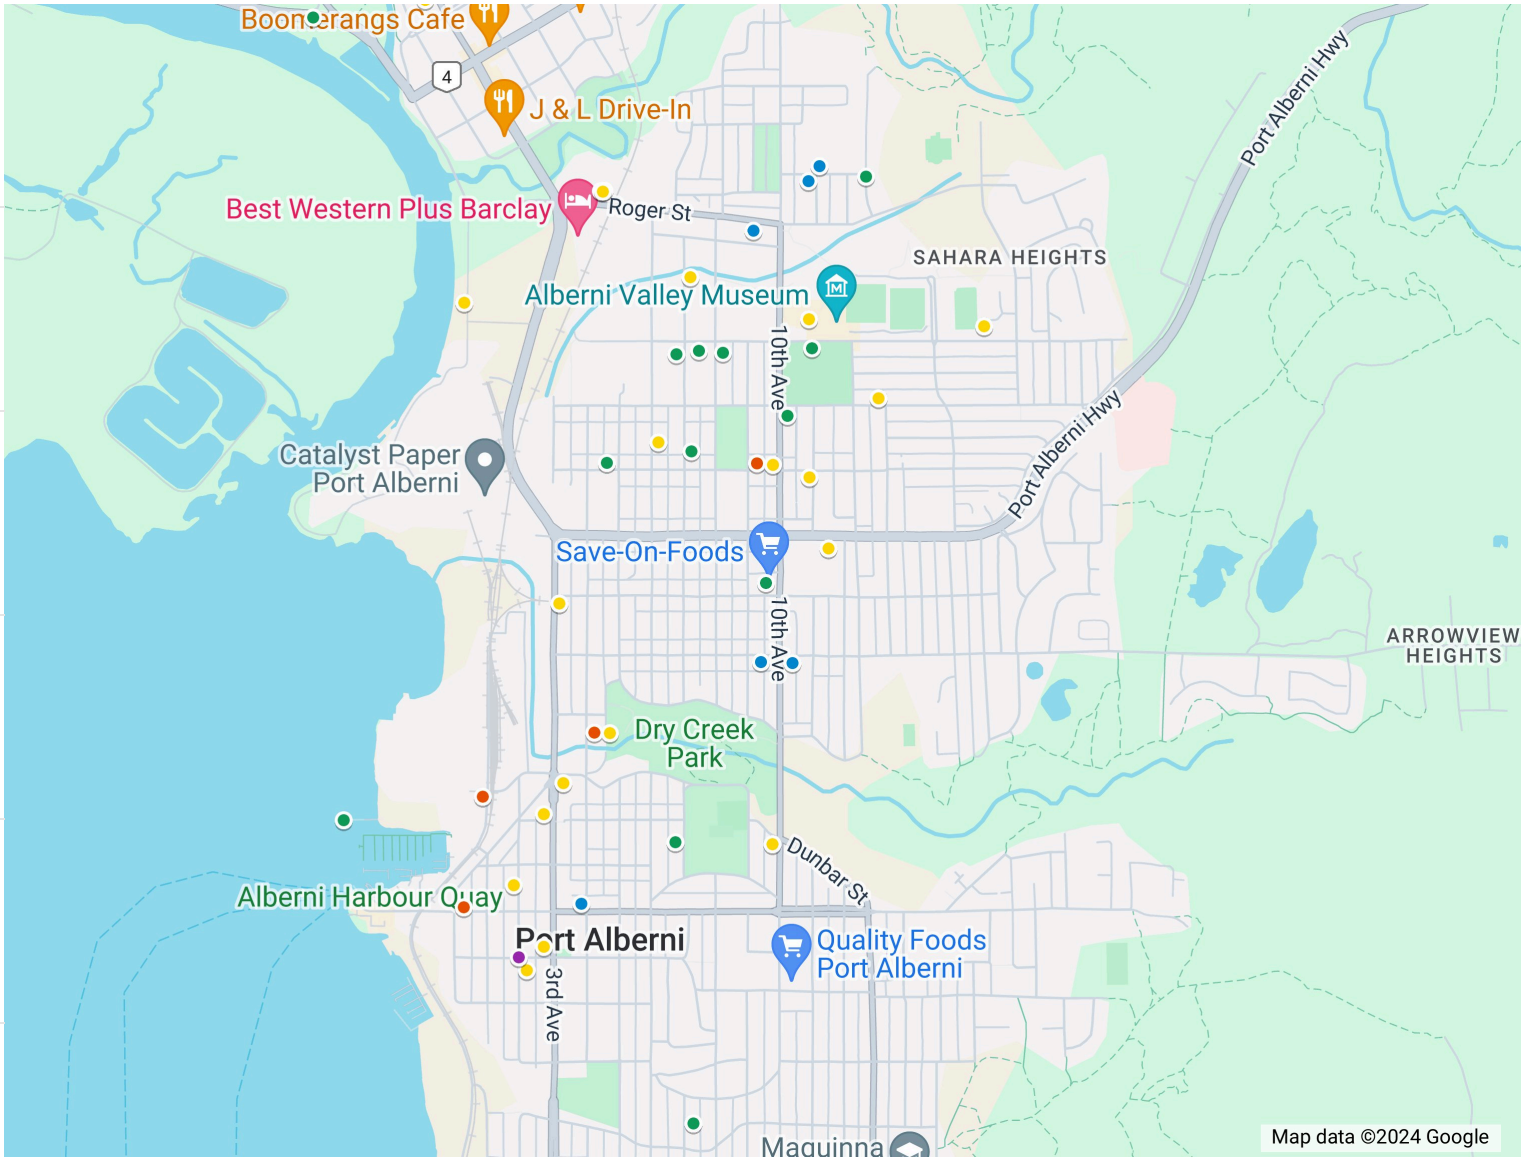 Boomerangs Cafe
4
J & L Drive-In
Port Alberni Hwy
Best Western Plus Barclay
Roger St
SAHARA HEIGHTS
Alberni Valley Museum
10th Ave
Port Alberni Hwy
Catalyst Paper
Port Alberni
Save-On-Foods
10th Ave
ARROWVIEW
HEIGHTS
Dry Creek
Park
Dunbar St
Alberni Harbour Quay
Port Alberni
Quality Foods
Port Alberni
3rd Ave
Maquinna
Map data ©2024 Google